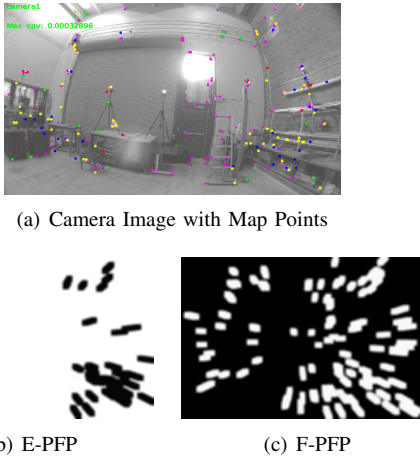 camera1
Max cov: 0.00032896
(a) Camera Image with Map Points
b) E-PFP
(c) F-PFP